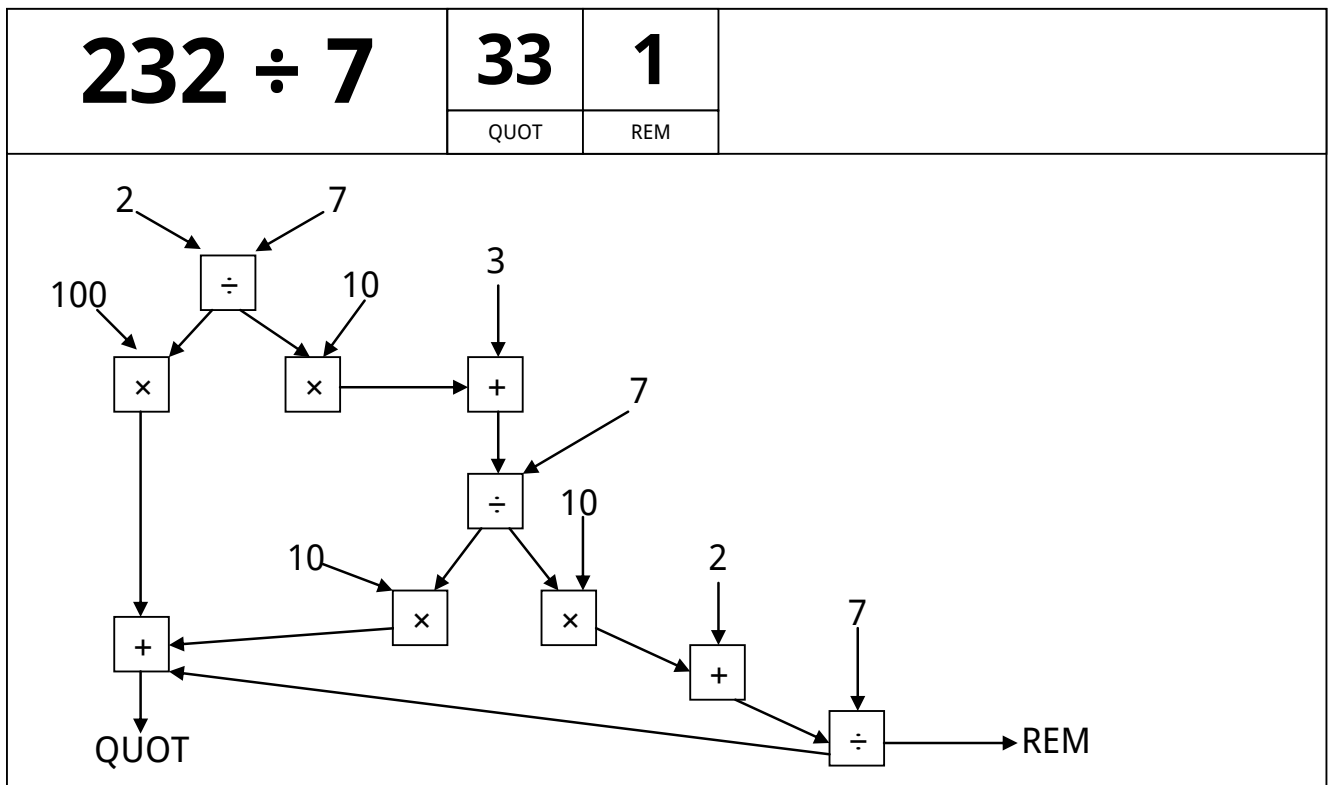 232 ÷ 7
33 1
QUOT REM
2 7
3
100 ÷ 10
× × +
7
÷ 10
10 2
× × 7
+
+
÷
QUOT REM